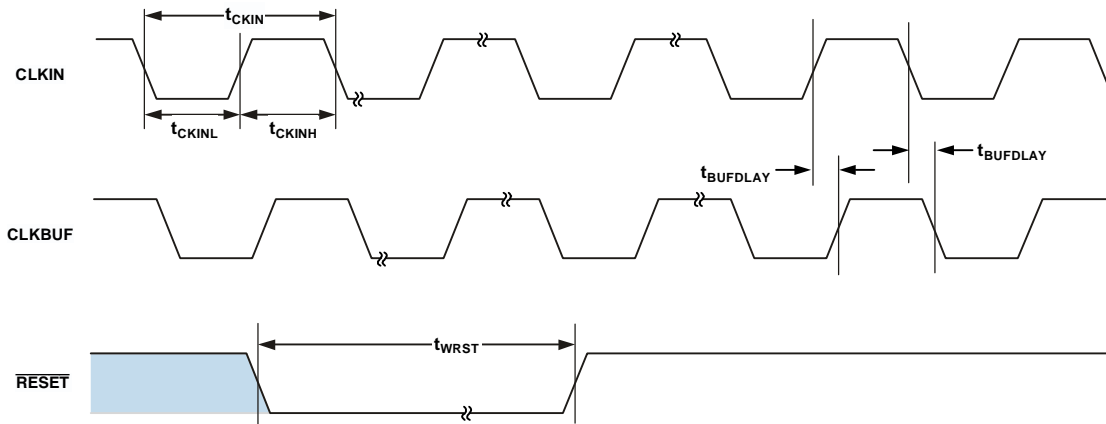 tCKIN
CLKIN
tCKINL
tCKINH
tBUFDLAY
tBUFDLAY
CLKBUF
tWRST
RESET